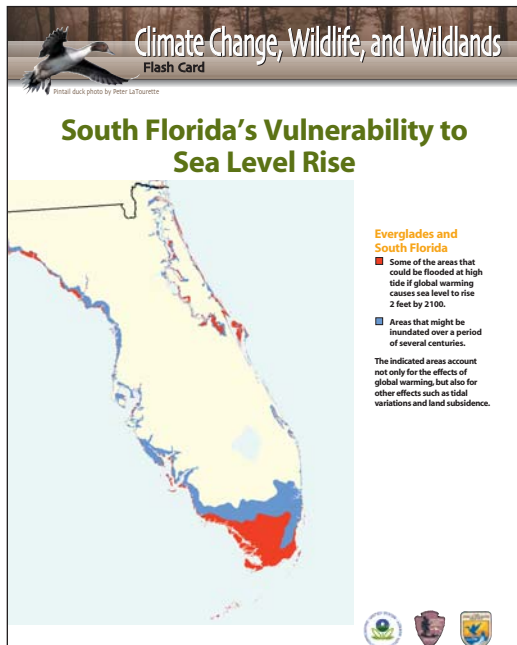 Climate Change, Wildlife, and Wildlands
Flash Card
Pintail duck photo by Peter LaTourette
South Florida's Vulnerability to
Sea Level Rise
Everglades and
South Florida
Some of the areas that
could be flooded at high
tide if global warming
causes sea level to rise
2 feet by 2100.
Areas that might be
inundated over a period
of several centuries.
The indicated areas account
not only for the effects of
global warming, but also for
other effects such as tidal
variations and land subsidence.